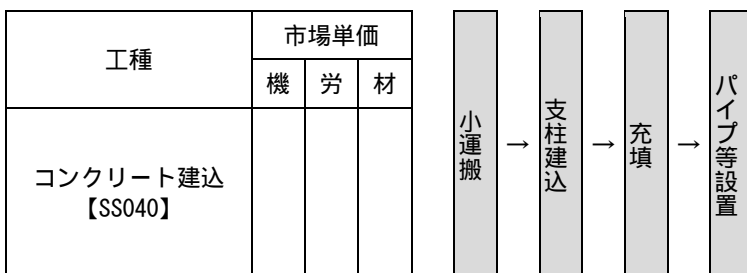 工種
市場単価
機 労 材
コンクリート建込
【SS040】
小運搬
→
支柱建込
→
充填
→
パイプ等設置